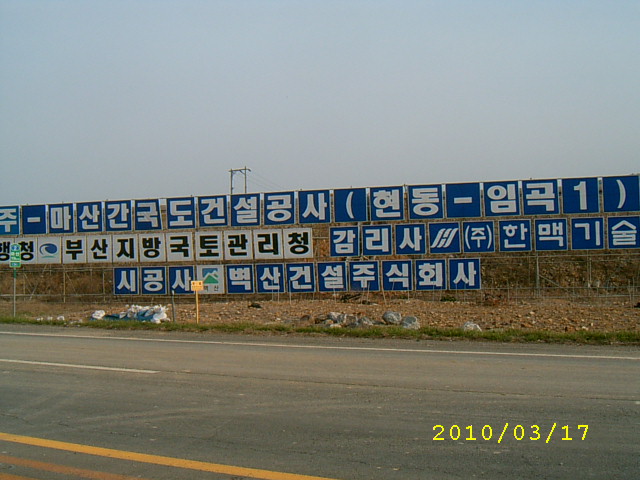 주-마산간국도건설공사(현동-임곡1)
행청 부산지방국토관리청 감리사 (주)한맥기술
시공사 벽산건설주식회사
2010/03/17